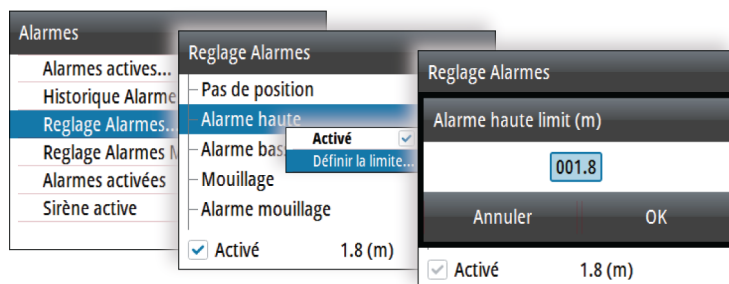 Alarmes
Alarmes actives...
Historique Alarme
Reglage Alarmes...
Reglage Alarmes
Alarmes activées
Sirène active
Reglage Alarmes
Pas de position
Alarme haute
Alarme bas
Mouillage
Alarme mouillage
Activé 1.8 (m)
Activé
Définir la limite...
Reglage Alarmes
Alarme haute limit (m)
001.8
Annuler OK
Activé 1.8 (m)